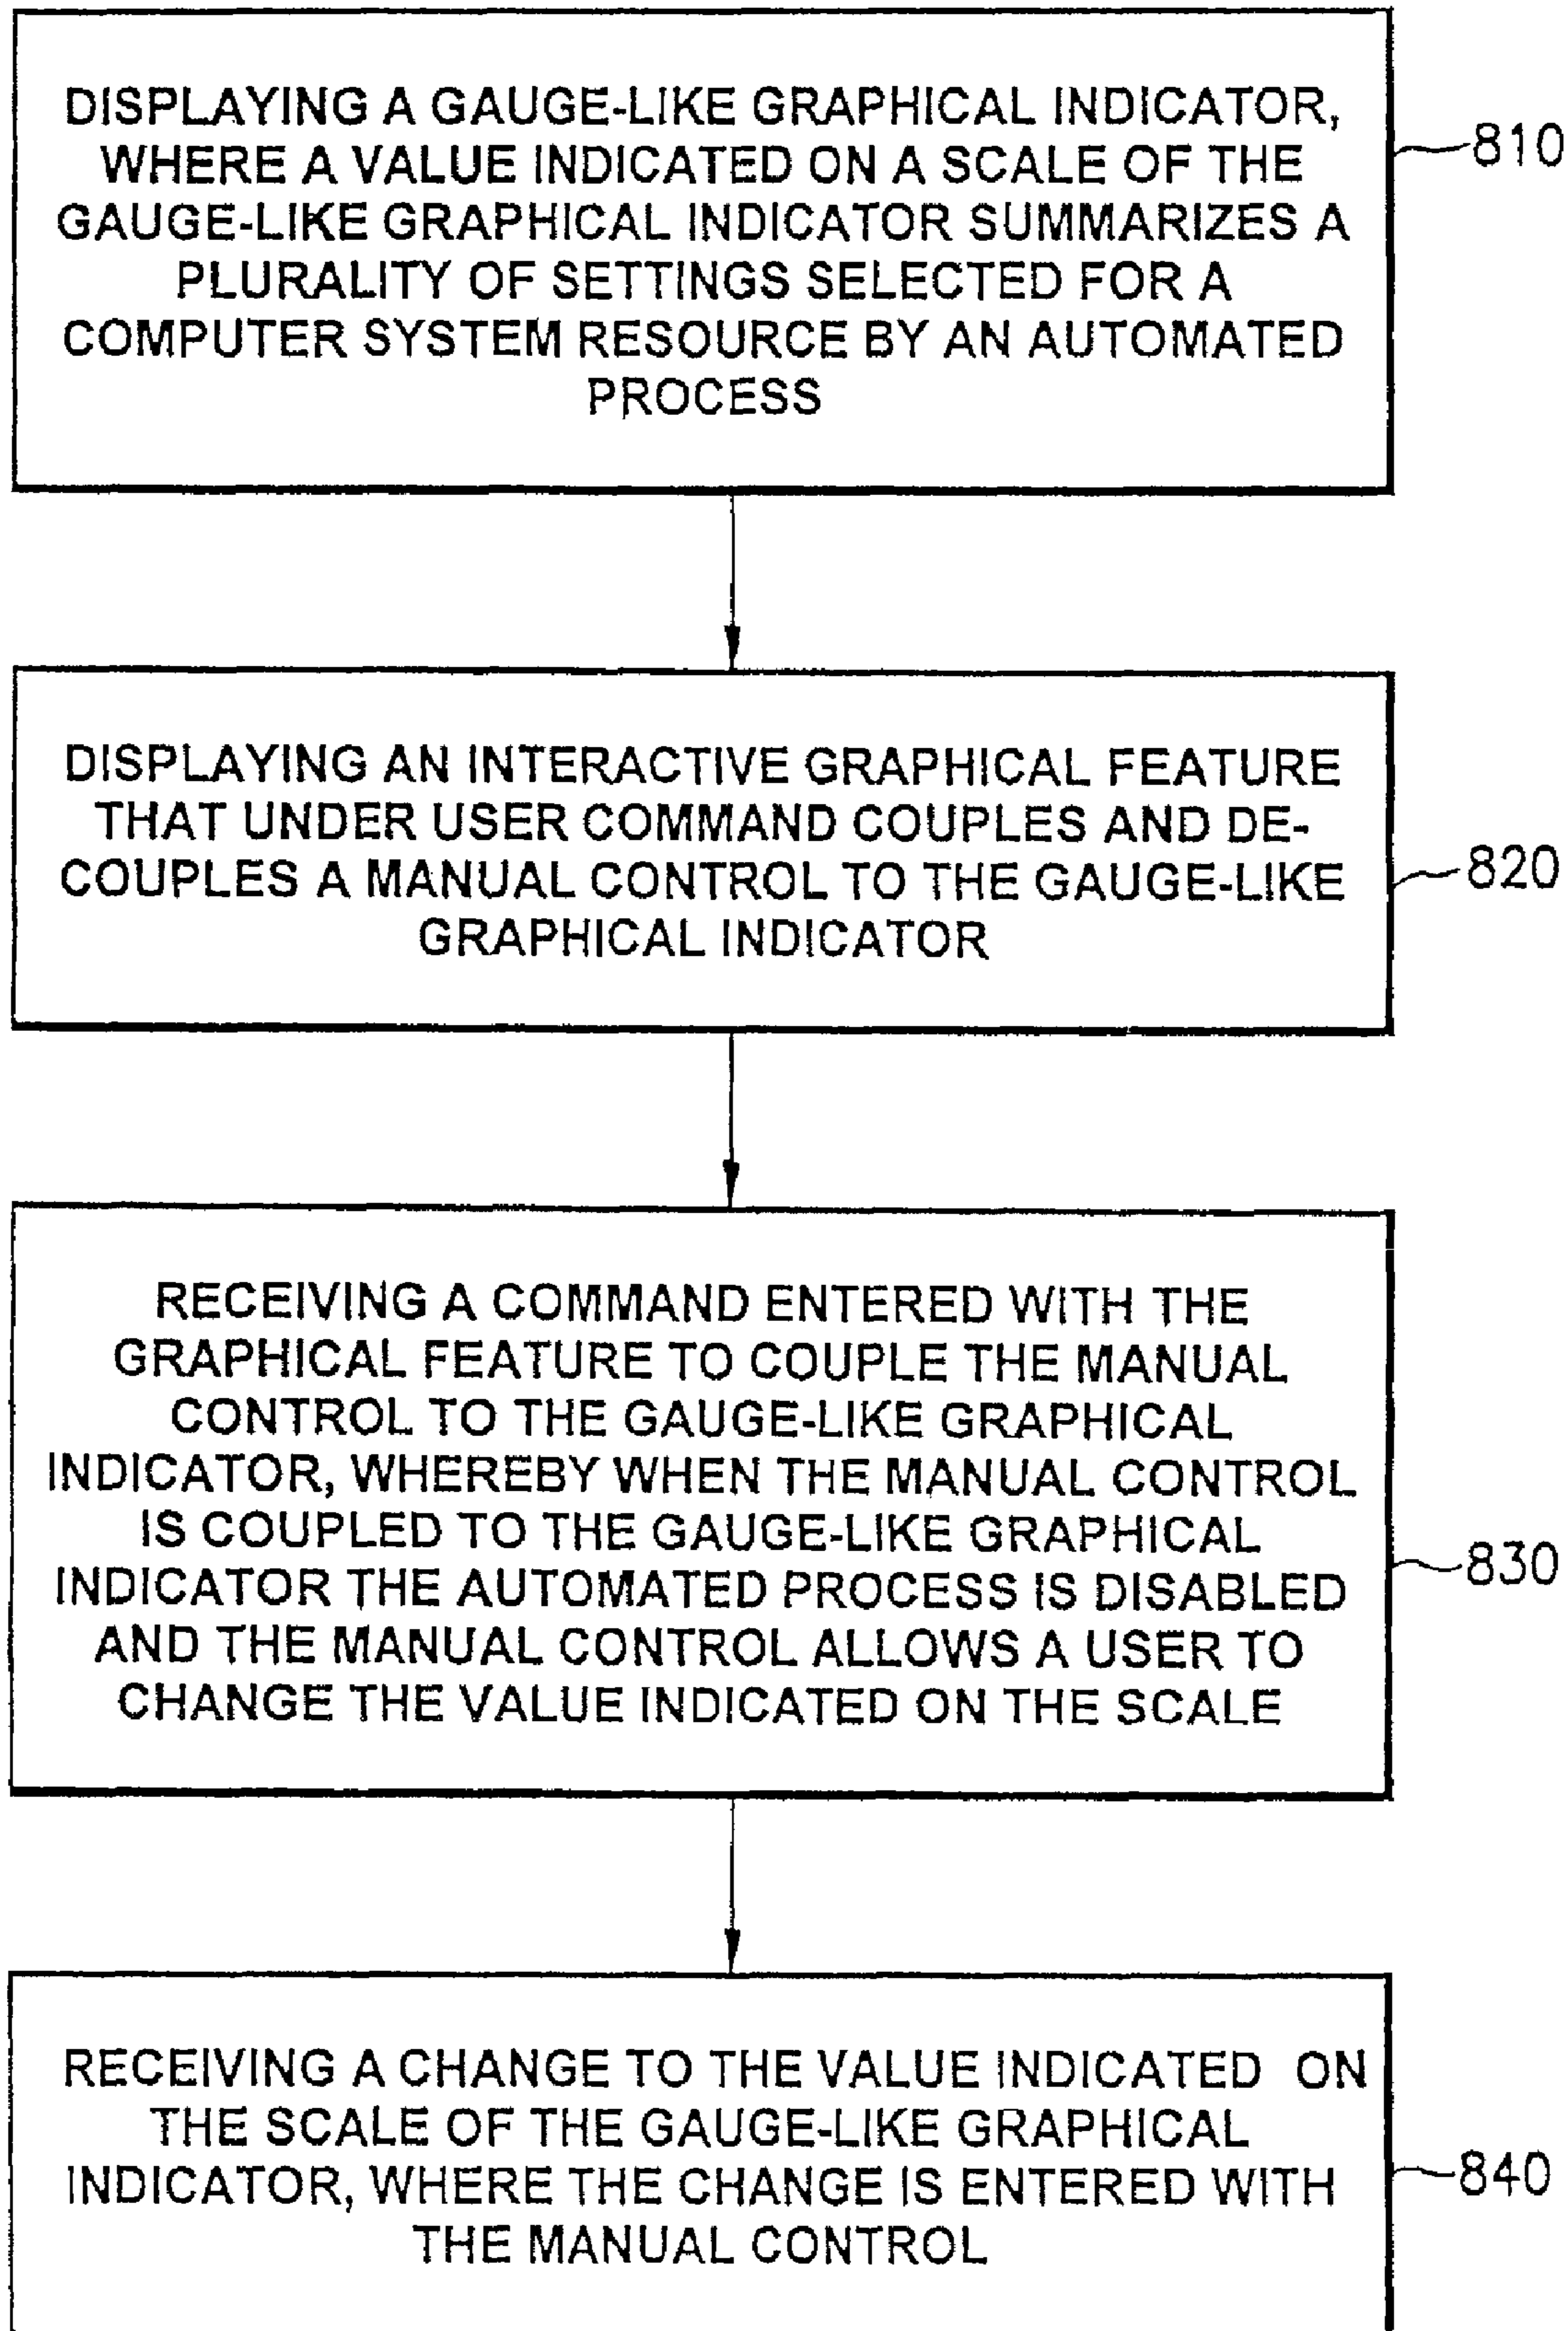 DISPLAYING A GAUGE-LIKE GRAPHICAL INDICATOR,
WHERE A VALUE INDICATED ON A SCALE OF THE
GAUGE-LIKE GRAPHICAL INDICATOR SUMMARIZES A
PLURALITY OF SETTINGS SELECTED FOR A
COMPUTER SYSTEM RESOURCE BY AN AUTOMATED
PROCESS
810
DISPLAYING AN INTERACTIVE GRAPHICAL FEATURE
THAT UNDER USER COMMAND COUPLES AND DE-
COUPLES A MANUAL CONTROL TO THE GAUGE-LIKE
GRAPHICAL INDICATOR
820
RECEIVING A COMMAND ENTERED WITH THE
GRAPHICAL FEATURE TO COUPLE THE MANUAL
CONTROL TO THE GAUGE-LIKE GRAPHICAL
INDICATOR, WHEREBY WHEN THE MANUAL CONTROL
IS COUPLED TO THE GAUGE-LIKE GRAPHICAL
INDICATOR THE AUTOMATED PROCESS IS DISABLED
AND THE MANUAL CONTROL ALLOWS A USER TO
CHANGE THE VALUE INDICATED ON THE SCALE
830
RECEIVING A CHANGE TO THE VALUE INDICATED ON
THE SCALE OF THE GAUGE-LIKE GRAPHICAL
INDICATOR, WHERE THE CHANGE IS ENTERED WITH
THE MANUAL CONTROL
840